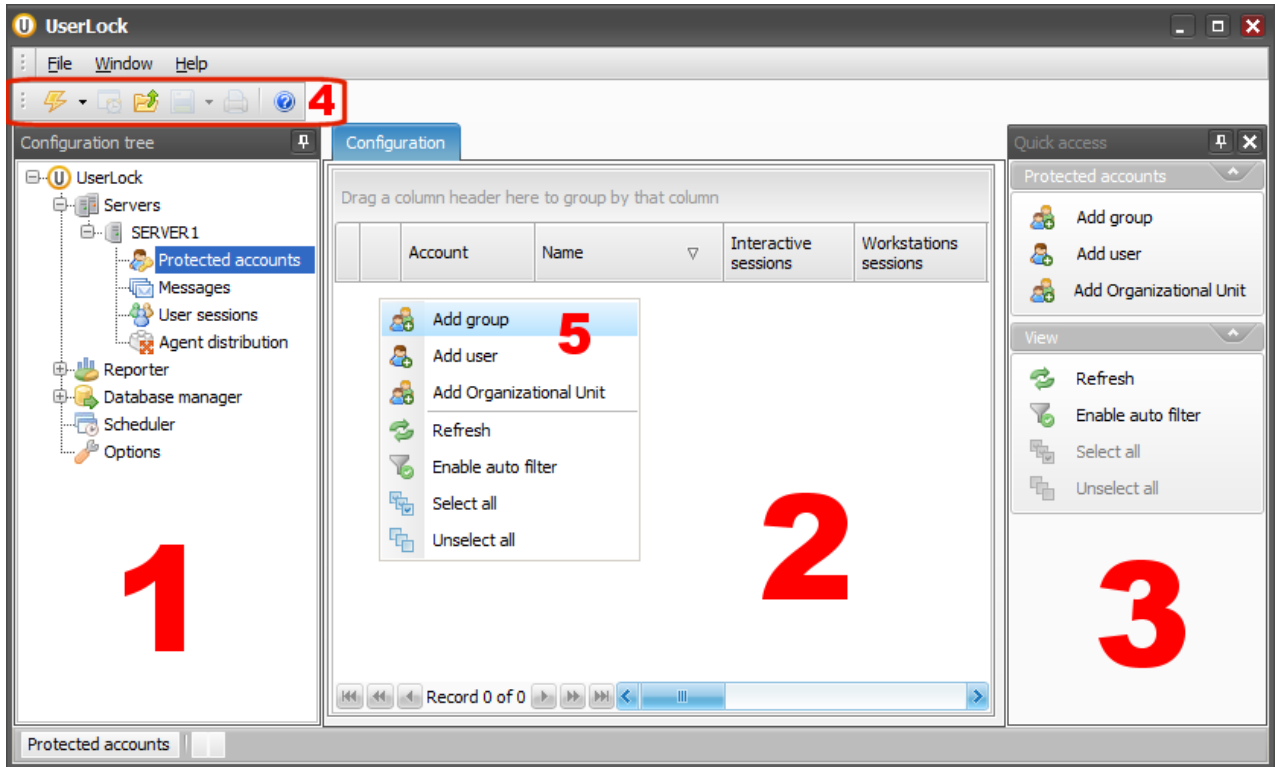 UserLock
File Window Help
4
Configuration tree
UserLock
Servers
SERVER1
Protected accounts
Messages
User sessions
Agent distribution
Reporter
Database manager
Scheduler
Options
1
Configuration
Drag a column header here to group by that column
Account Name Interactive sessions Workstations sessions
Add group
5
Add user
Add Organizational Unit
Refresh
Enable auto filter
Select all
Unselect all
2
Record 0 of 0
Quick access
Protected accounts
Add group
Add user
Add Organizational Unit
View
Refresh
Enable auto filter
Select all
Unselect all
3
Protected accounts